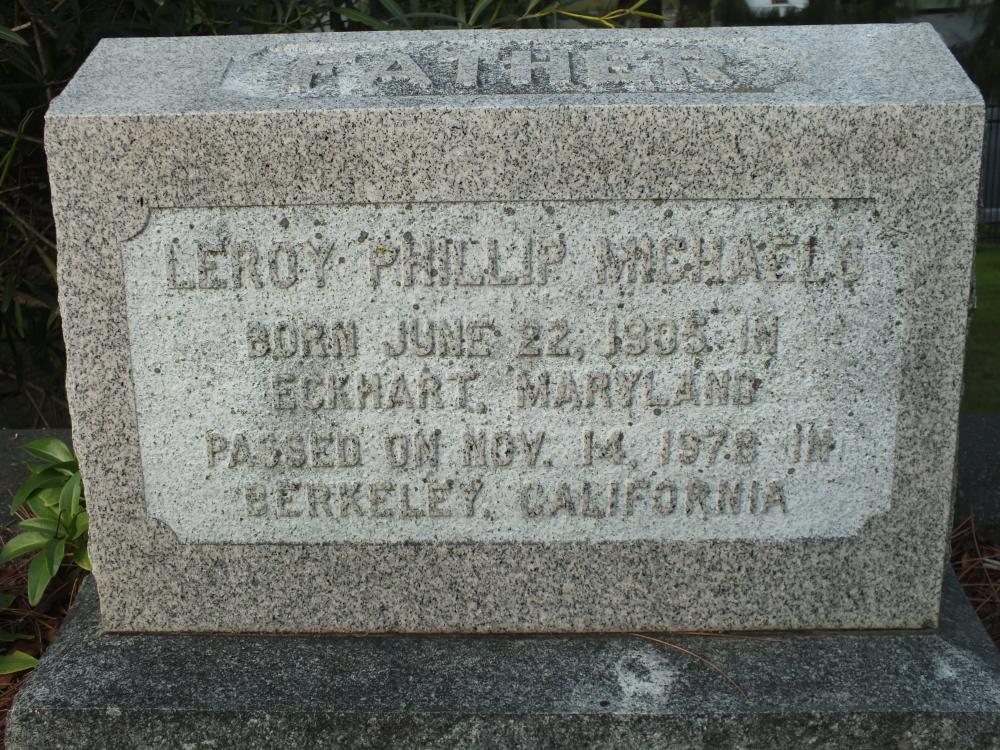 FATHER
LEROY PHILLIP MICHAELS
BORN JUNE 22, 1905 IN
ECKHART, MARYLAND
PASSED ON NOV. 14, 1978 IN
BERKELEY, CALIFORNIA